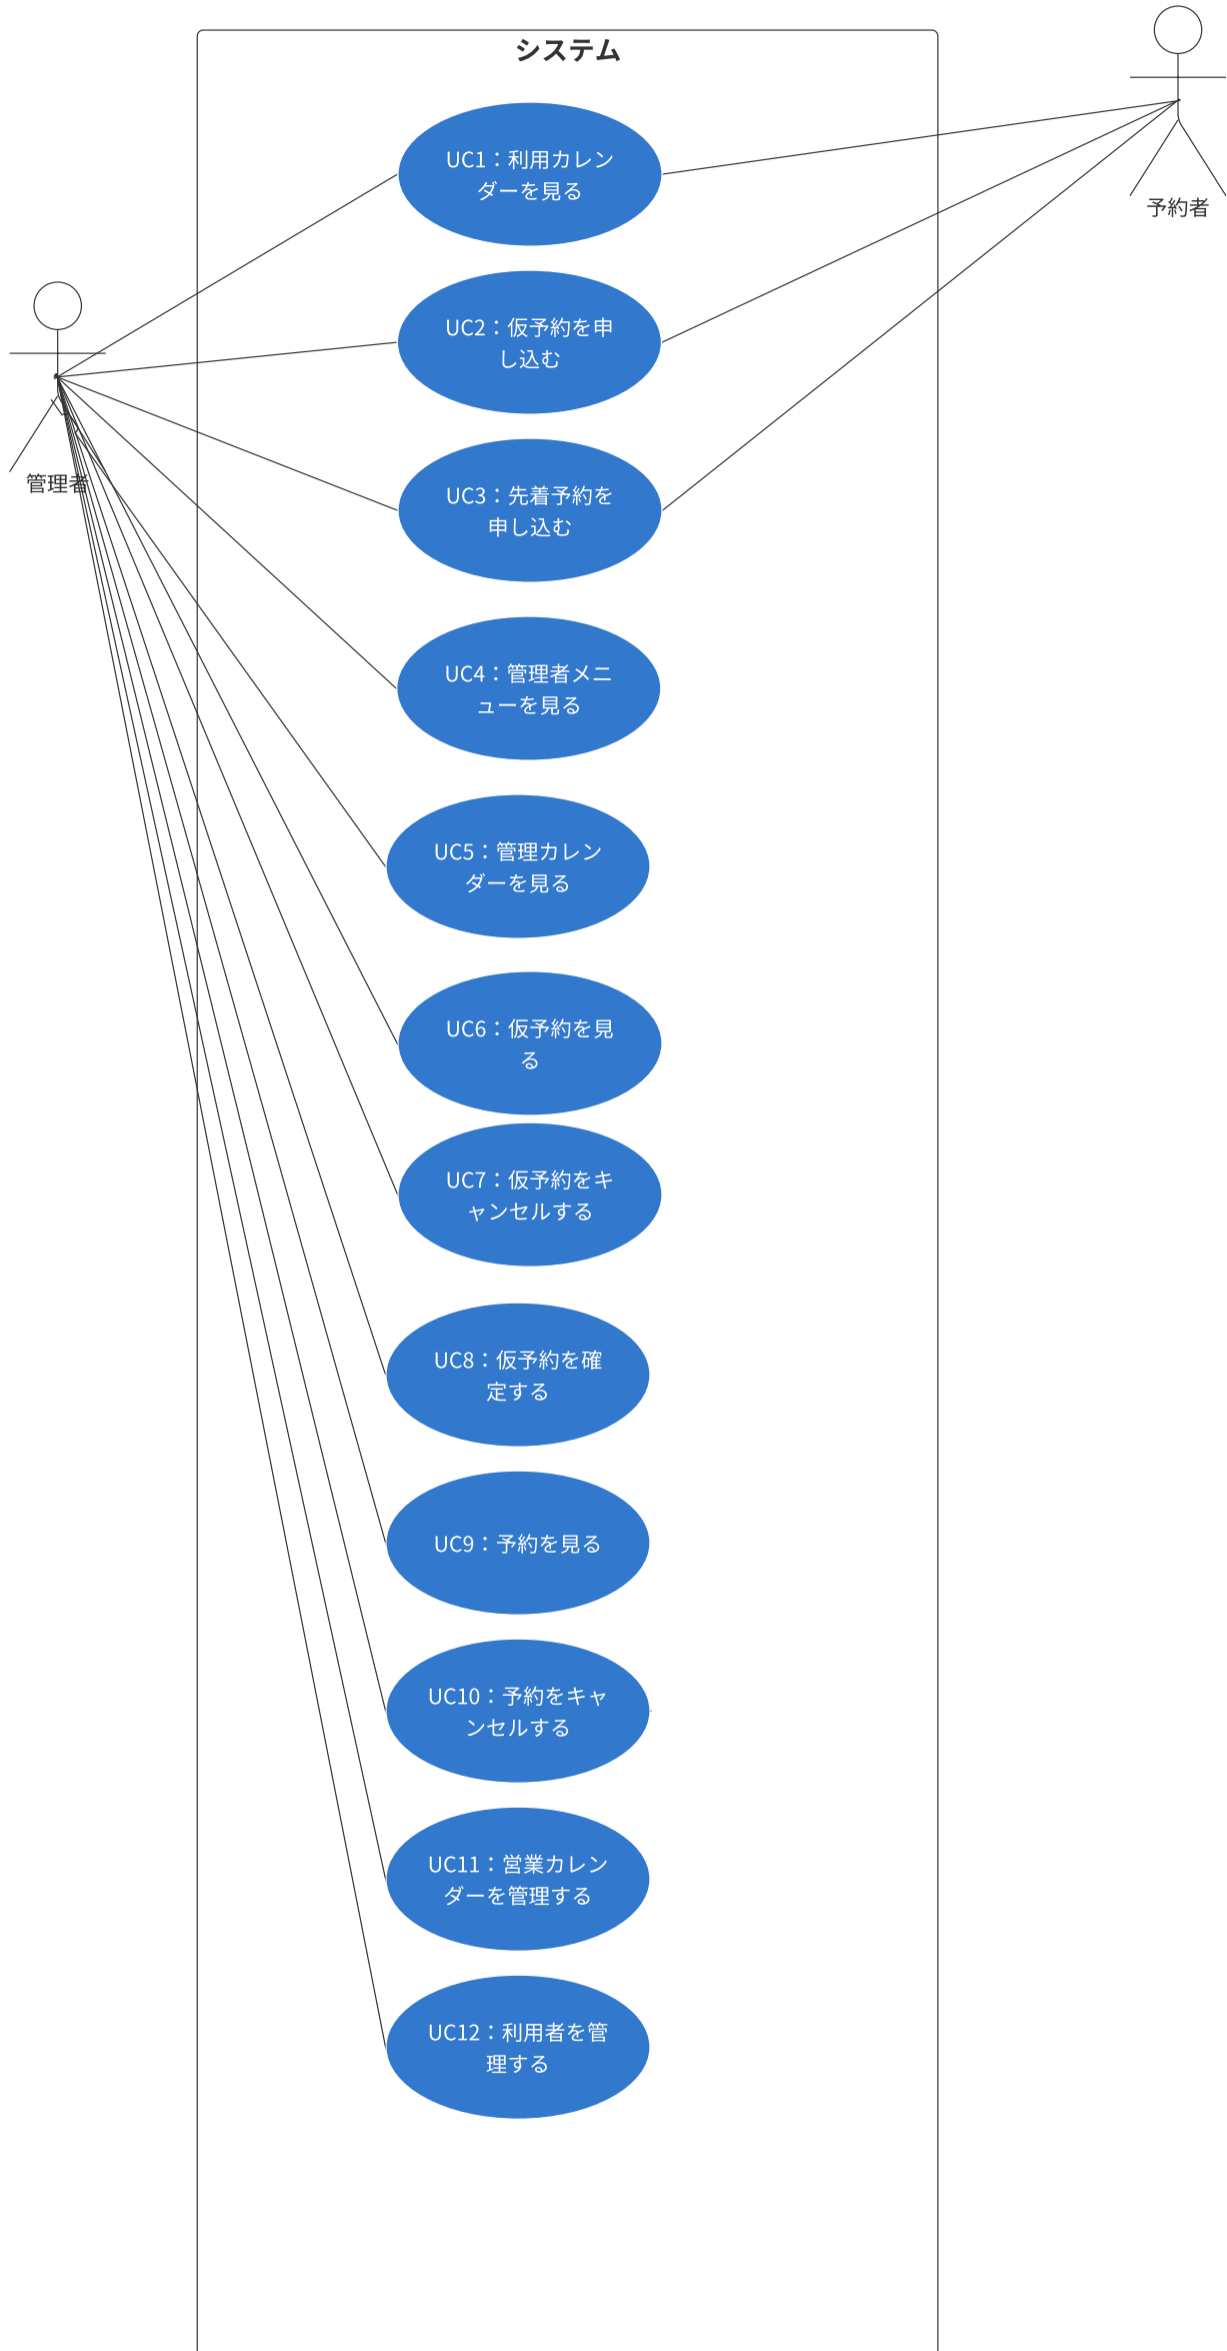 システム
予約者
UC1：利用カレン
ダーを見る
UC2：仮予約を申
し込む
管理者
UC3：先着予約を
申し込む
UC4：管理者メニ
ューを見る
UC5：管理カレン
ダーを見る
UC6：仮予約を見
る
UC7：仮予約をキ
ャンセルする
UC8：仮予約を確
定する
UC9：予約を見る
UC10：予約をキャ
ンセルする
UC11：営業カレン
ダーを管理する
UC12：利用者を管
理する